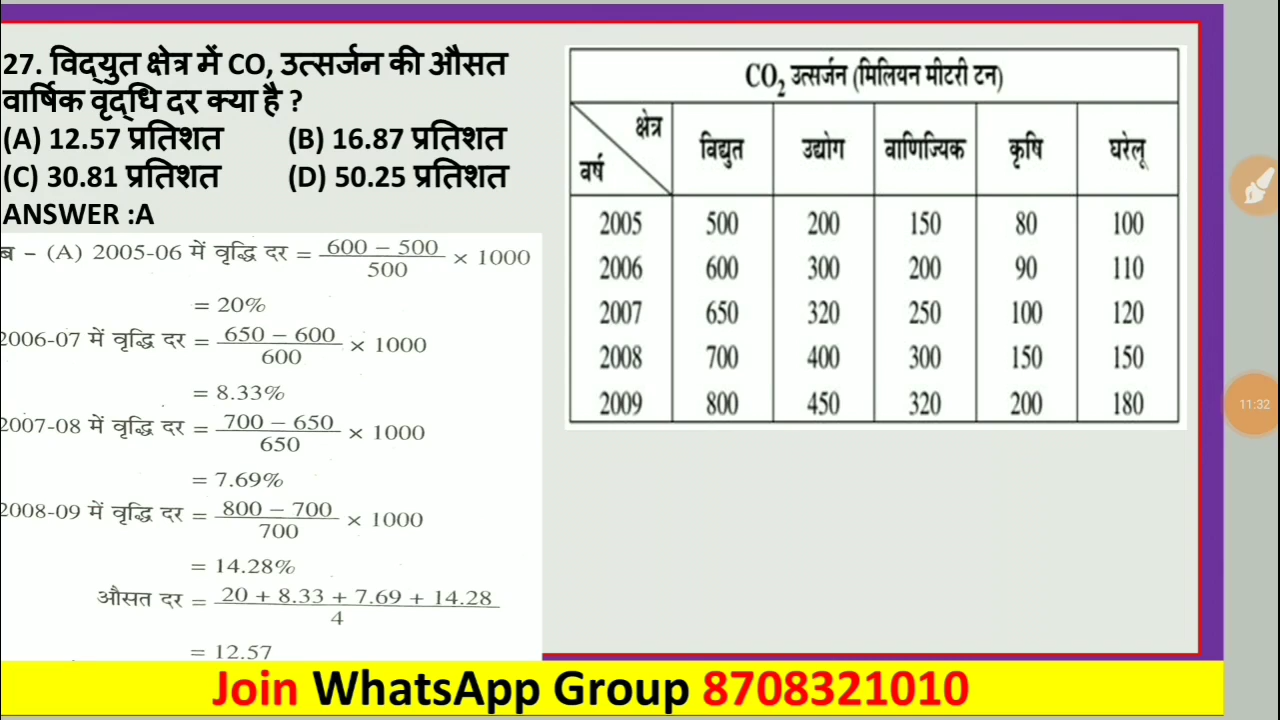 27. विद्युत क्षेत्र में CO, उत्सर्जन की औसत
वार्षिक वृद्धि दर क्या है ?
(A) 12.57 प्रतिशत (B) 16.87 प्रतिशत
(C) 30.81 प्रतिशत (D) 50.25 प्रतिशत
ANSWER :A
– (A) 2005-06 में वृद्धि दर = 600 – 500 / 500 × 1000
= 20%
2006-07 में वृद्धि दर = 650 – 600 / 600 × 1000
= 8.33%
2007-08 में वृद्धि दर = 700 – 650 / 650 × 1000
= 7.69%
2008-09 में वृद्धि दर = 800 – 700 / 700 × 1000
= 14.28%
औसत दर = 20 + 8.33 + 7.69 + 14.28 / 4
= 12.57
CO2 उत्सर्जन (मिलियन मीटरी टन)
क्षेत्र वर्ष विद्युत उद्योग वाणिज्यिक कृषि घरेलू
2005 500 200 150 80 100
2006 600 300 200 90 110
2007 650 320 250 100 120
2008 700 400 300 150 150
2009 800 450 320 200 180
11:32
Join WhatsApp Group 8708321010